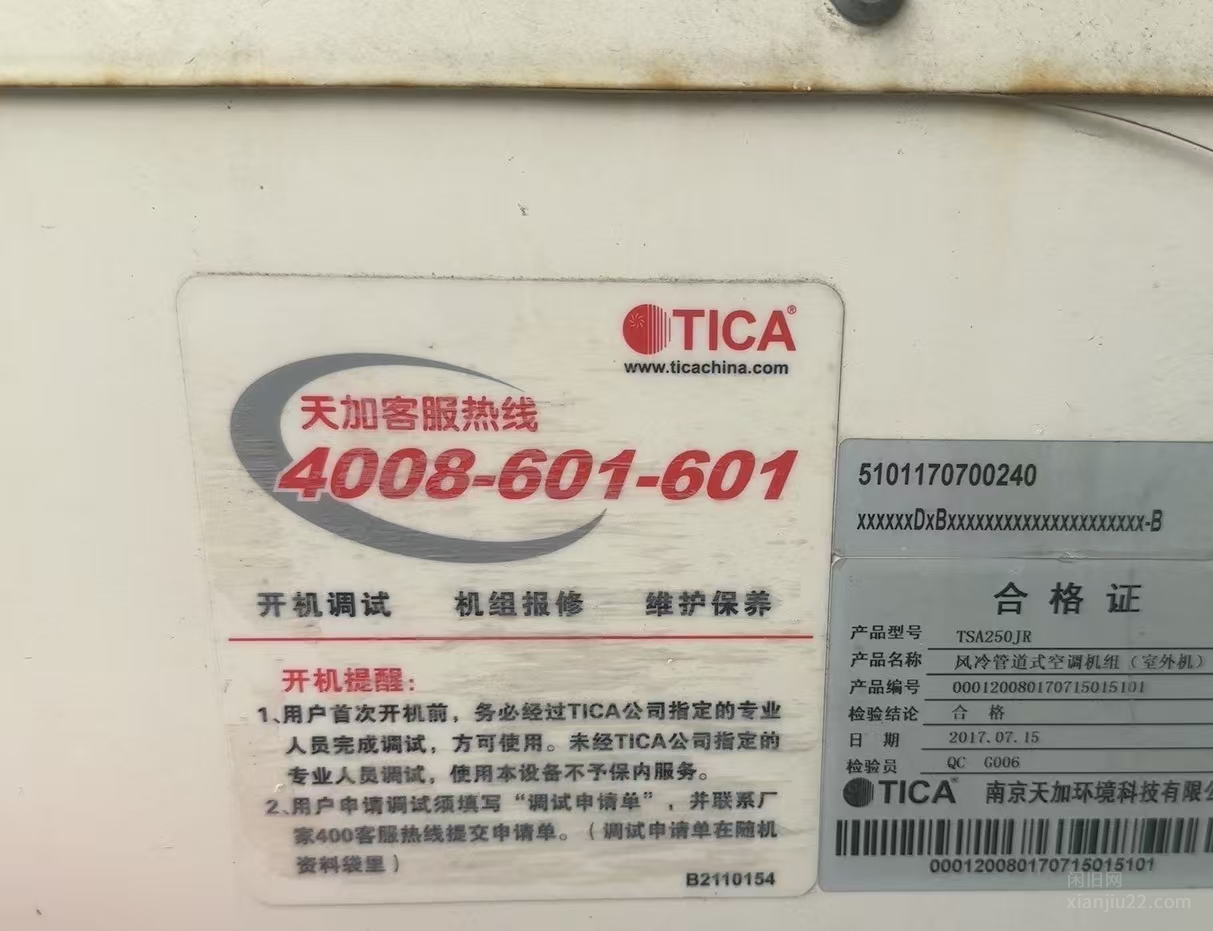 TICA®
www.ticachina.com
天加客服热线
4008-601-601
开机调试 机组报修 维护保养
开机提醒:
1、用户首次开机前，务必经过TICA公司指定的专业
人员完成调试，方可使用。未经TICA公司指定的
专业人员调试，使用本设备不予保内服务。
2、用户申请调试须填写“调试申请单”，并联系厂
家400客服热线提交申请单。（调试申请单在随机
资料袋里）
B2110154
5101170700240
xxxxxxDxBxxxxxxxxxxxxxxxxxxxxx-B
合格证
产品型号 TSA250JR
产品名称 风冷管道式空调机组（室外机）
产品编号 000120080170715015101
检验结论 合 格
日 期 2017.07.15
检验员 QC G006
TICA® 南京天加环境科技有限公
000120080170715015101
闲旧网
xianjiu22.com